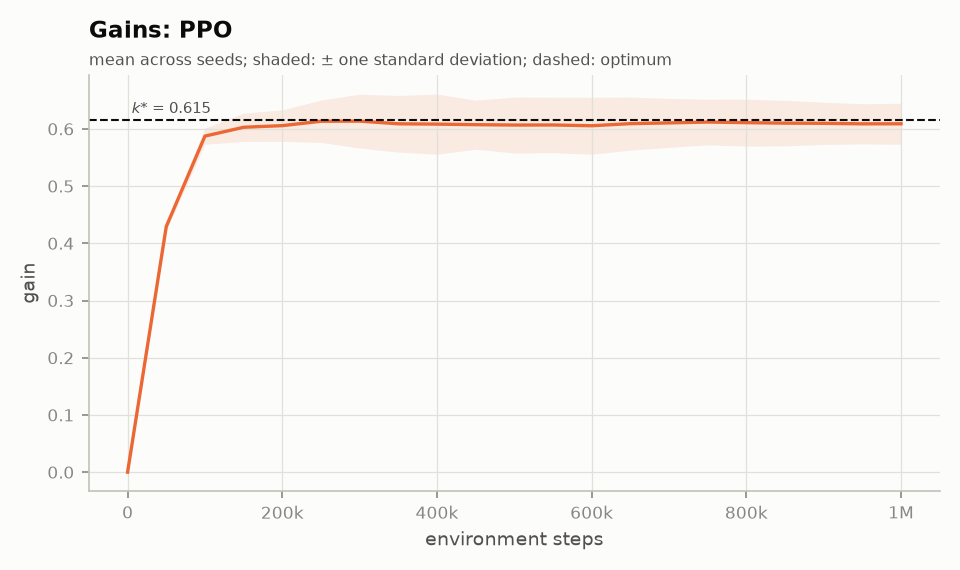 Gains: PPO
mean across seeds; shaded: ± one standard deviation; dashed: optimum
k* = 0.615
0.6
0.5
0.4
0.3
0.2
0.1
0.0
gain
0 200k 400k 600k 800k 1M
environment steps